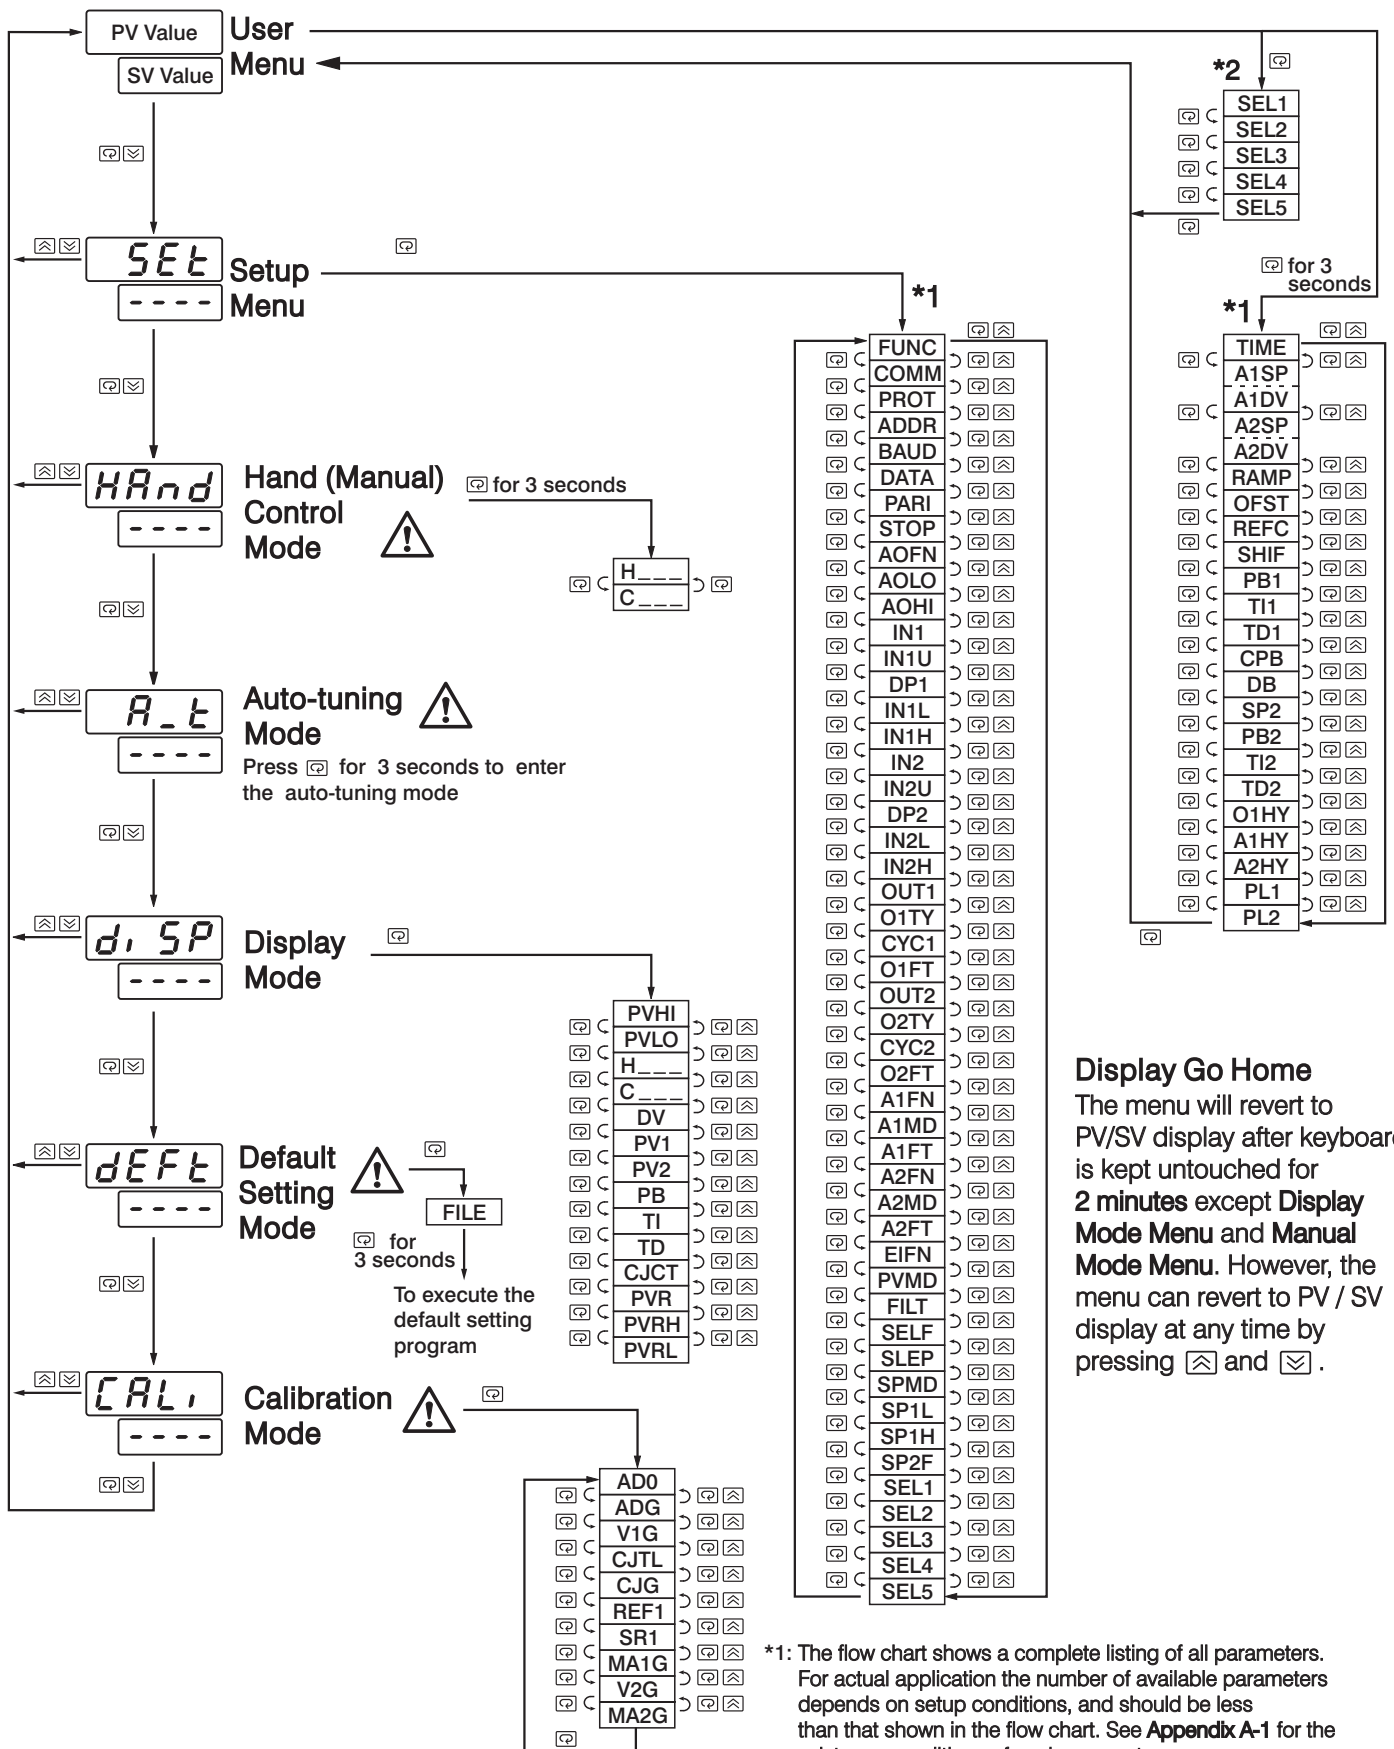 PV Value
SV Value
User
Menu
*2
SEL1
SEL2
SEL3
SEL4
SEL5
SEt
- - - -
Setup
Menu
for 3
seconds
*1
TIME
A1SP
A1DV
A2SP
A2DV
RAMP
OFST
REFC
SHIF
PB1
TI1
TD1
CPB
DB
SP2
PB2
TI2
TD2
O1HY
A1HY
A2HY
PL1
PL2
*1
FUNC
COMM
PROT
ADDR
BAUD
DATA
PARI
STOP
AOFN
AOLO
AOHI
IN1
IN1U
DP1
IN1L
IN1H
IN2
IN2U
DP2
IN2L
IN2H
OUT1
O1TY
CYC1
O1FT
OUT2
O2TY
CYC2
O2FT
A1FN
A1MD
A1FT
A2FN
A2MD
A2FT
EIFN
PVMD
FILT
SELF
SLEP
SPMD
SP1L
SP1H
SP2F
SEL1
SEL2
SEL3
SEL4
SEL5
HAnd
- - - -
Hand (Manual)
Control
Mode
for 3 seconds
H___
C___
A_t
- - - -
Auto-tuning
Mode
Press for 3 seconds to enter
the auto-tuning mode
di SP
- - - -
Display
Mode
PVHI
PVLO
H___
C___
DV
PV1
PV2
PB
TI
TD
CJCT
PVR
PVRH
PVRL
dEFt
- - - -
Default
Setting
Mode
FILE
for
3 seconds
To execute the
default setting
program
CALi
- - - -
Calibration
Mode
AD0
ADG
V1G
CJTL
CJG
REF1
SR1
MA1G
V2G
MA2G
Display Go Home
The menu will revert to
PV/SV display after keyboar
is kept untouched for
2 minutes except Display
Mode Menu and Manual
Mode Menu. However, the
menu can revert to PV / SV
display at any time by
pressing and .
*1: The flow chart shows a complete listing of all parameters.
For actual application the number of available parameters
depends on setup conditions, and should be less
than that shown in the flow chart. See Appendix A-1 for the